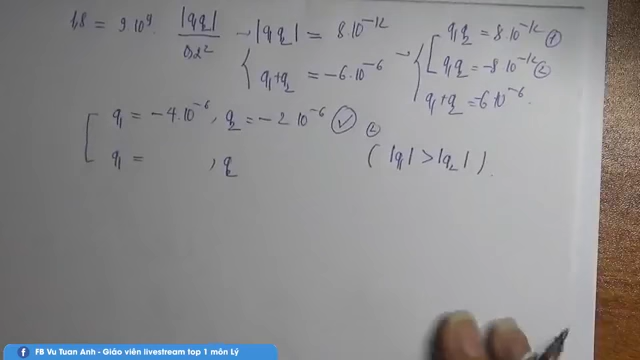 1,8 = 9 10⁹. |q₁q₂| / 0,2² → |q₁q₂| = 8.10⁻¹² → [ q₁q₂ = 8.10⁻¹² ①
{ q₁+q₂ = −6.10⁻⁶ { [ q₁q₂ = −8.10⁻¹² ②
q₁+q₂ = −6.10⁻⁶.
[ q₁ = −4.10⁻⁶, q₂ = −2 10⁻⁶ ✓ ②
[ q₁ = , q₂ ( |q₁| > |q₂| ).
FB Vu Tuan Anh - Giáo viên livestream top 1 môn Lý